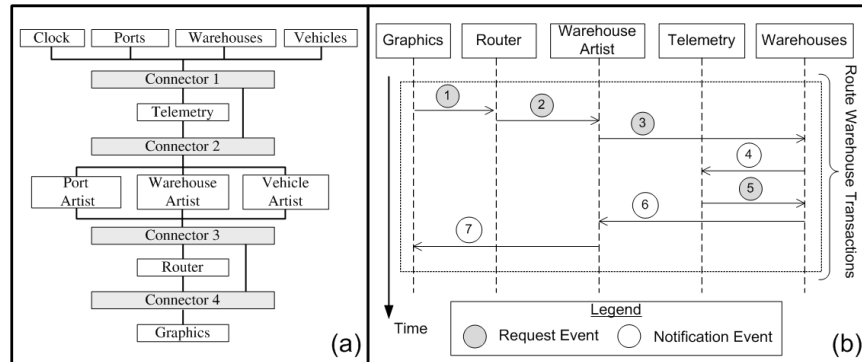 Clock Ports Warehouses Vehicles
Connector 1
Telemetry
Connector 2
Port Artist
Warehouse Artist
Vehicle Artist
Connector 3
Router
Connector 4
Graphics
(a)
Graphics Router Warehouse Artist Telemetry Warehouses
1
2
3
4
5
6
7
Route Warehouse Transactions
Time
Legend
Request Event Notification Event
(b)